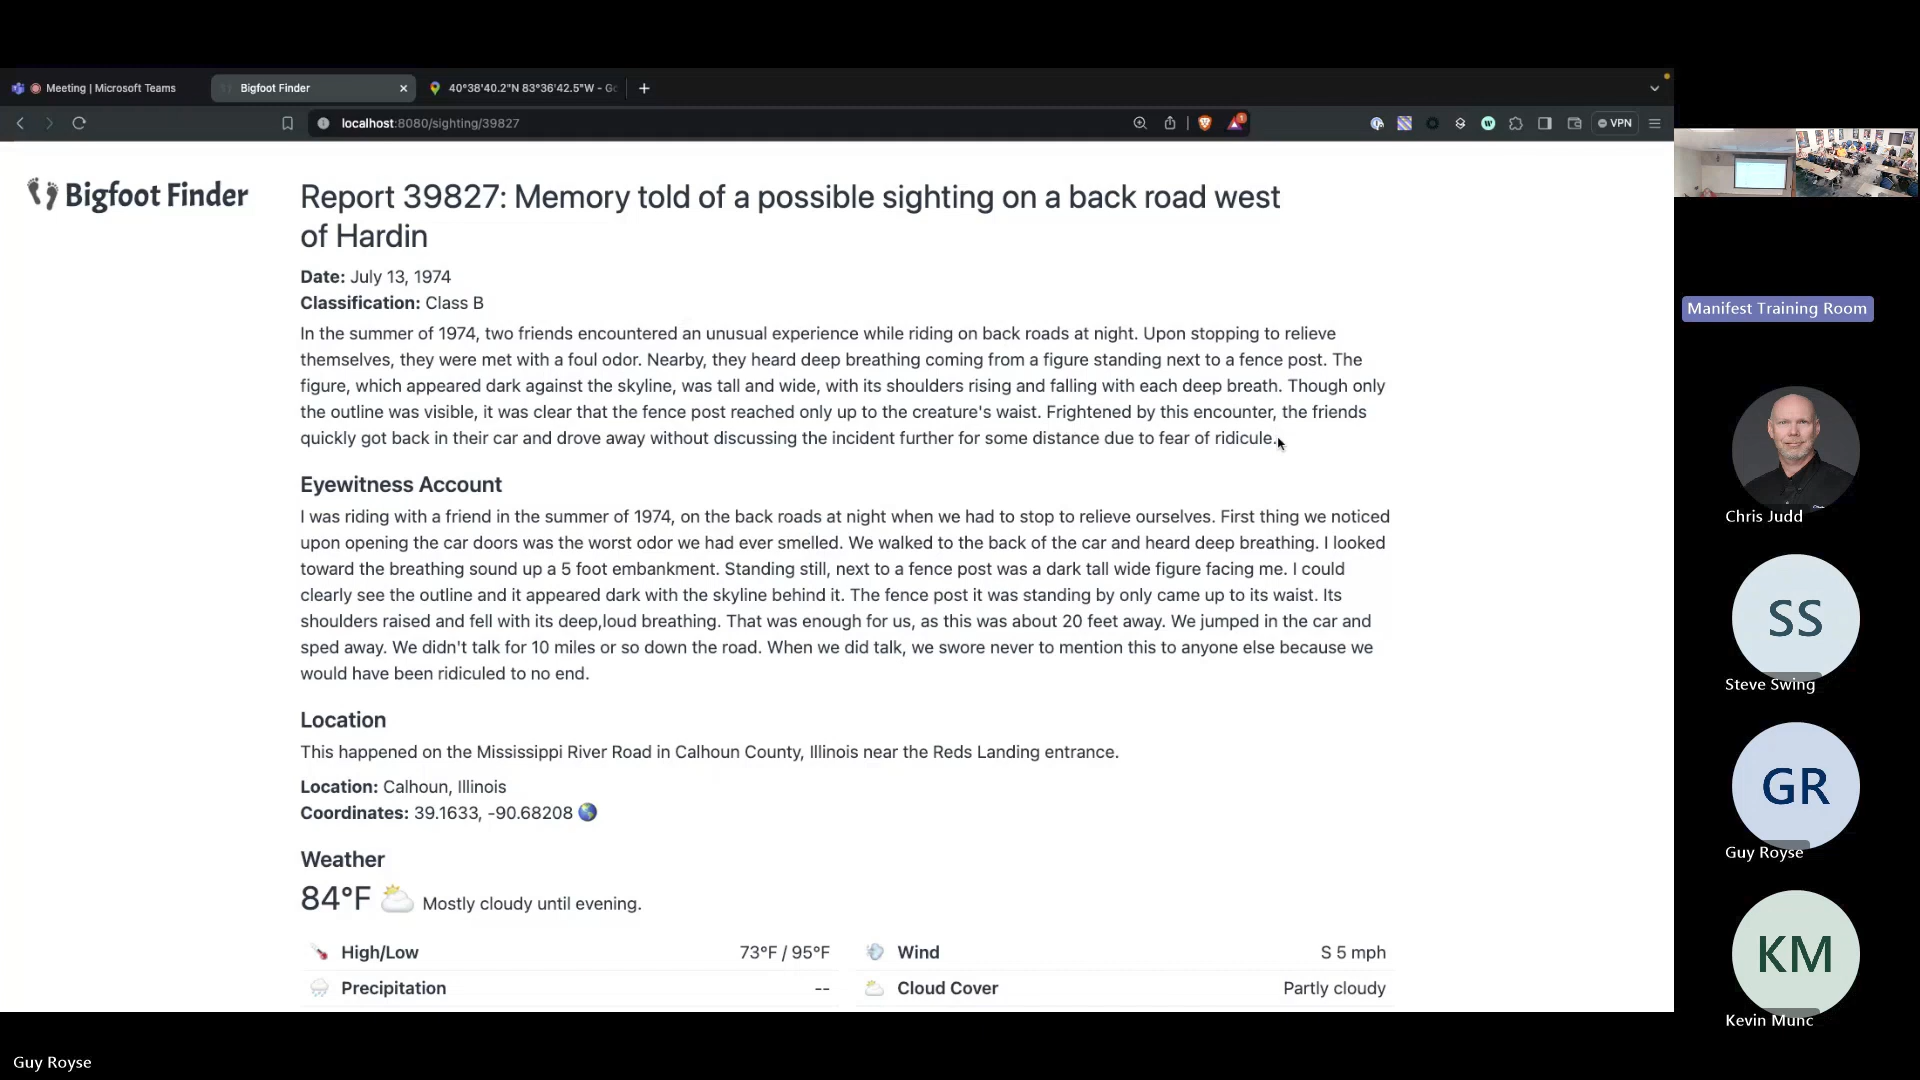 Meeting | Microsoft Teams
Bigfoot Finder
40°38'40.2"N 83°36'42.5"W - Go
localhost:8080/sighting/39827
1
VPN
Bigfoot Finder
Report 39827: Memory told of a possible sighting on a back road west
of Hardin
Date: July 13, 1974
Classification: Class B
In the summer of 1974, two friends encountered an unusual experience while riding on back roads at night. Upon stopping to relieve
themselves, they were met with a foul odor. Nearby, they heard deep breathing coming from a figure standing next to a fence post. The
figure, which appeared dark against the skyline, was tall and wide, with its shoulders rising and falling with each deep breath. Though only
the outline was visible, it was clear that the fence post reached only up to the creature's waist. Frightened by this encounter, the friends
quickly got back in their car and drove away without discussing the incident further for some distance due to fear of ridicule.
Eyewitness Account
I was riding with a friend in the summer of 1974, on the back roads at night when we had to stop to relieve ourselves. First thing we noticed
upon opening the car doors was the worst odor we had ever smelled. We walked to the back of the car and heard deep breathing. I looked
toward the breathing sound up a 5 foot embankment. Standing still, next to a fence post was a dark tall wide figure facing me. I could
clearly see the outline and it appeared dark with the skyline behind it. The fence post it was standing by only came up to its waist. Its
shoulders raised and fell with its deep,loud breathing. That was enough for us, as this was about 20 feet away. We jumped in the car and
sped away. We didn't talk for 10 miles or so down the road. When we did talk, we swore never to mention this to anyone else because we
would have been ridiculed to no end.
Location
This happened on the Mississippi River Road in Calhoun County, Illinois near the Reds Landing entrance.
Location: Calhoun, Illinois
Coordinates: 39.1633, -90.68208
Weather
84°F Mostly cloudy until evening.
High/Low 73°F / 95°F Wind S 5 mph
Precipitation -- Cloud Cover Partly cloudy
Manifest Training Room
Chris Judd
SS
Steve Swing
GR
Guy Royse
KM
Kevin Munc
Guy Royse